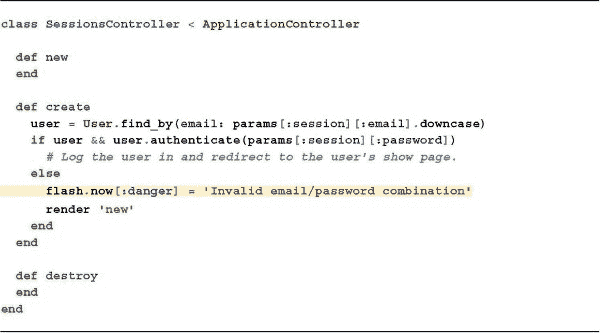 class SessionsController < ApplicationController
def new
end
def create
user = User.find_by(email: params[:session][:email].downcase)
if user && user.authenticate(params[:session][:password])
# Log the user in and redirect to the user's show page.
else
flash.now[:danger] = 'Invalid email/password combination'
render 'new'
end
end
def destroy
end
end